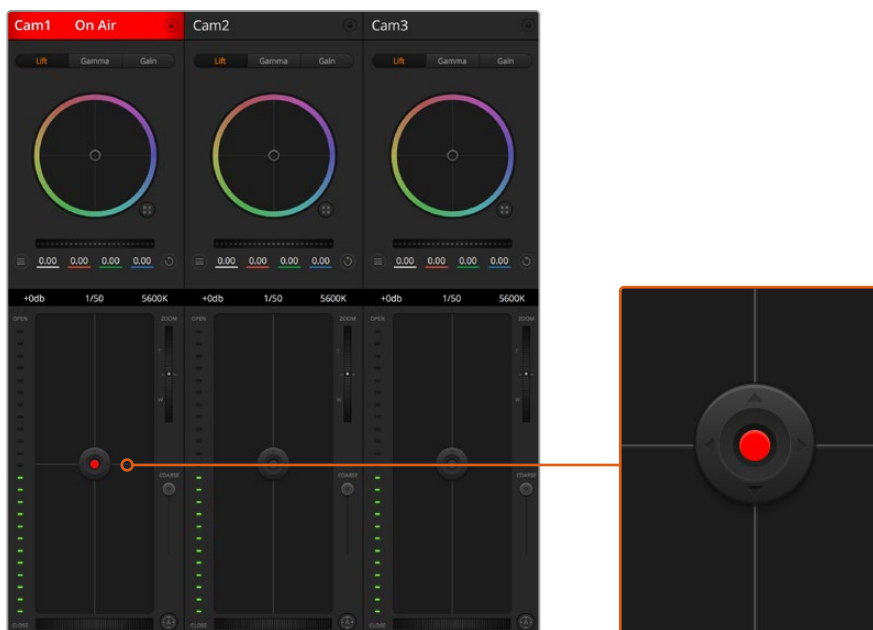 Cam1 On Air
Cam2
Cam3
Lift Gamma Gain
Lift Gamma Gain
Lift Gamma Gain
0.00 0.00 0.00 0.00
0.00 0.00 0.00 0.00
0.00 0.00 0.00 0.00
+0db 1/50 5600K
+0db 1/50 5600K
+0db 1/50 5600K
OPEN ZOOM
OPEN ZOOM
OPEN ZOOM
T
T
T
W
W
W
COARSE
COARSE
COARSE
CLOSE A
CLOSE A
CLOSE A